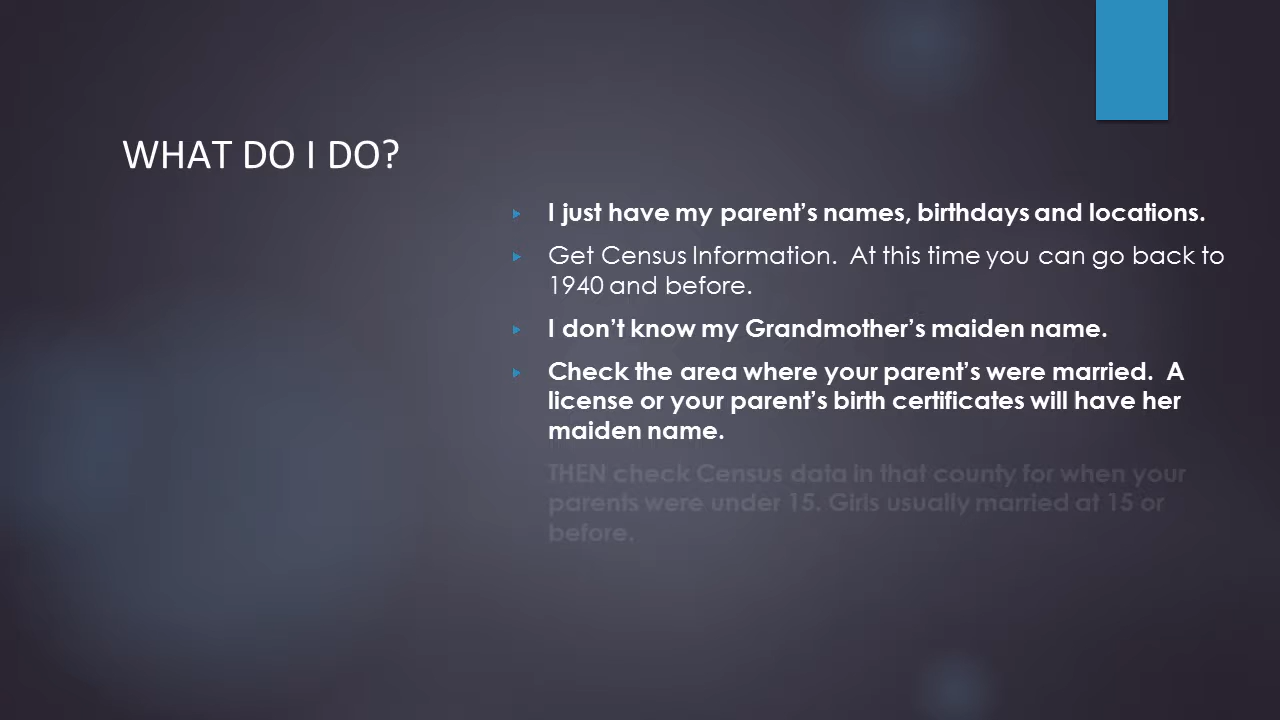 WHAT DO I DO?
I just have my parent’s names, birthdays and locations.
Get Census Information.  At this time you can go back to
1940 and before.
I don’t know my Grandmother’s maiden name.
Check the area where your parent’s were married.  A
license or your parent’s birth certificates will have her
maiden name.
THEN check Census data in that county for when your
parents were under 15. Girls usually married at 15 or
before.